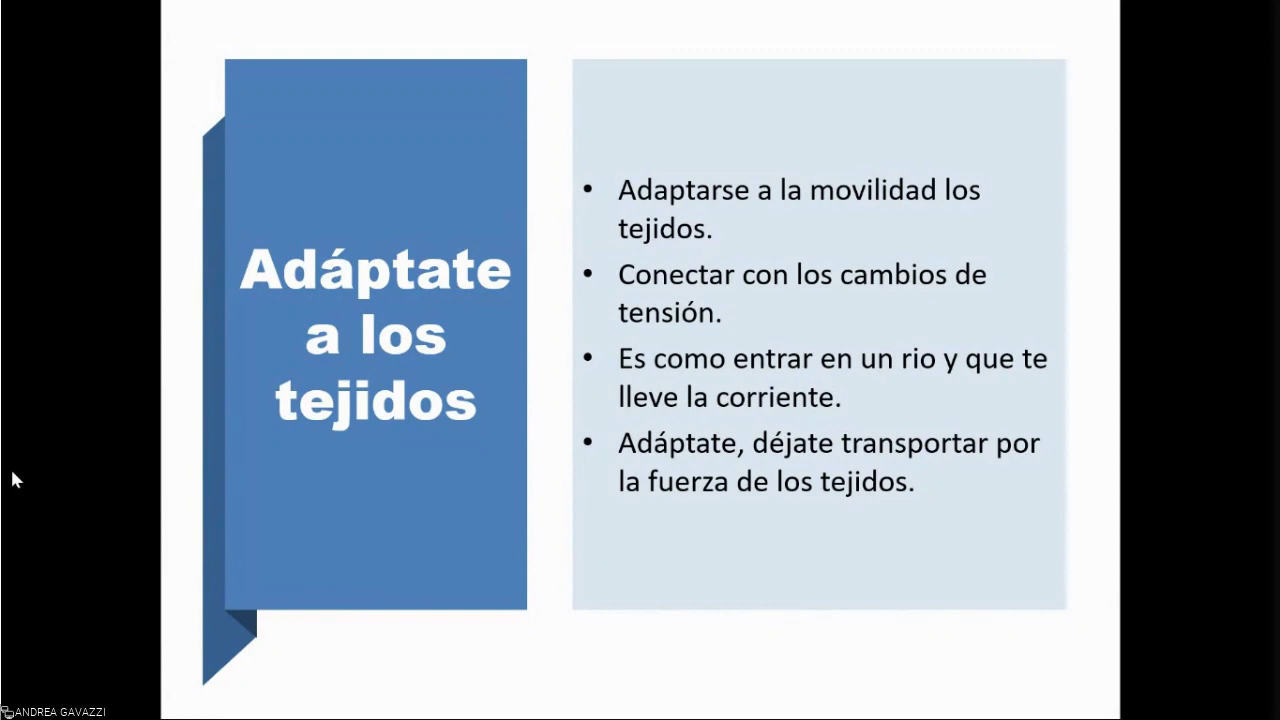 Adáptate
a los
tejidos
• Adaptarse a la movilidad los
tejidos.
• Conectar con los cambios de
tensión.
• Es como entrar en un rio y que te
lleve la corriente.
• Adáptate, déjate transportar por
la fuerza de los tejidos.
ANDREA GAVAZZI